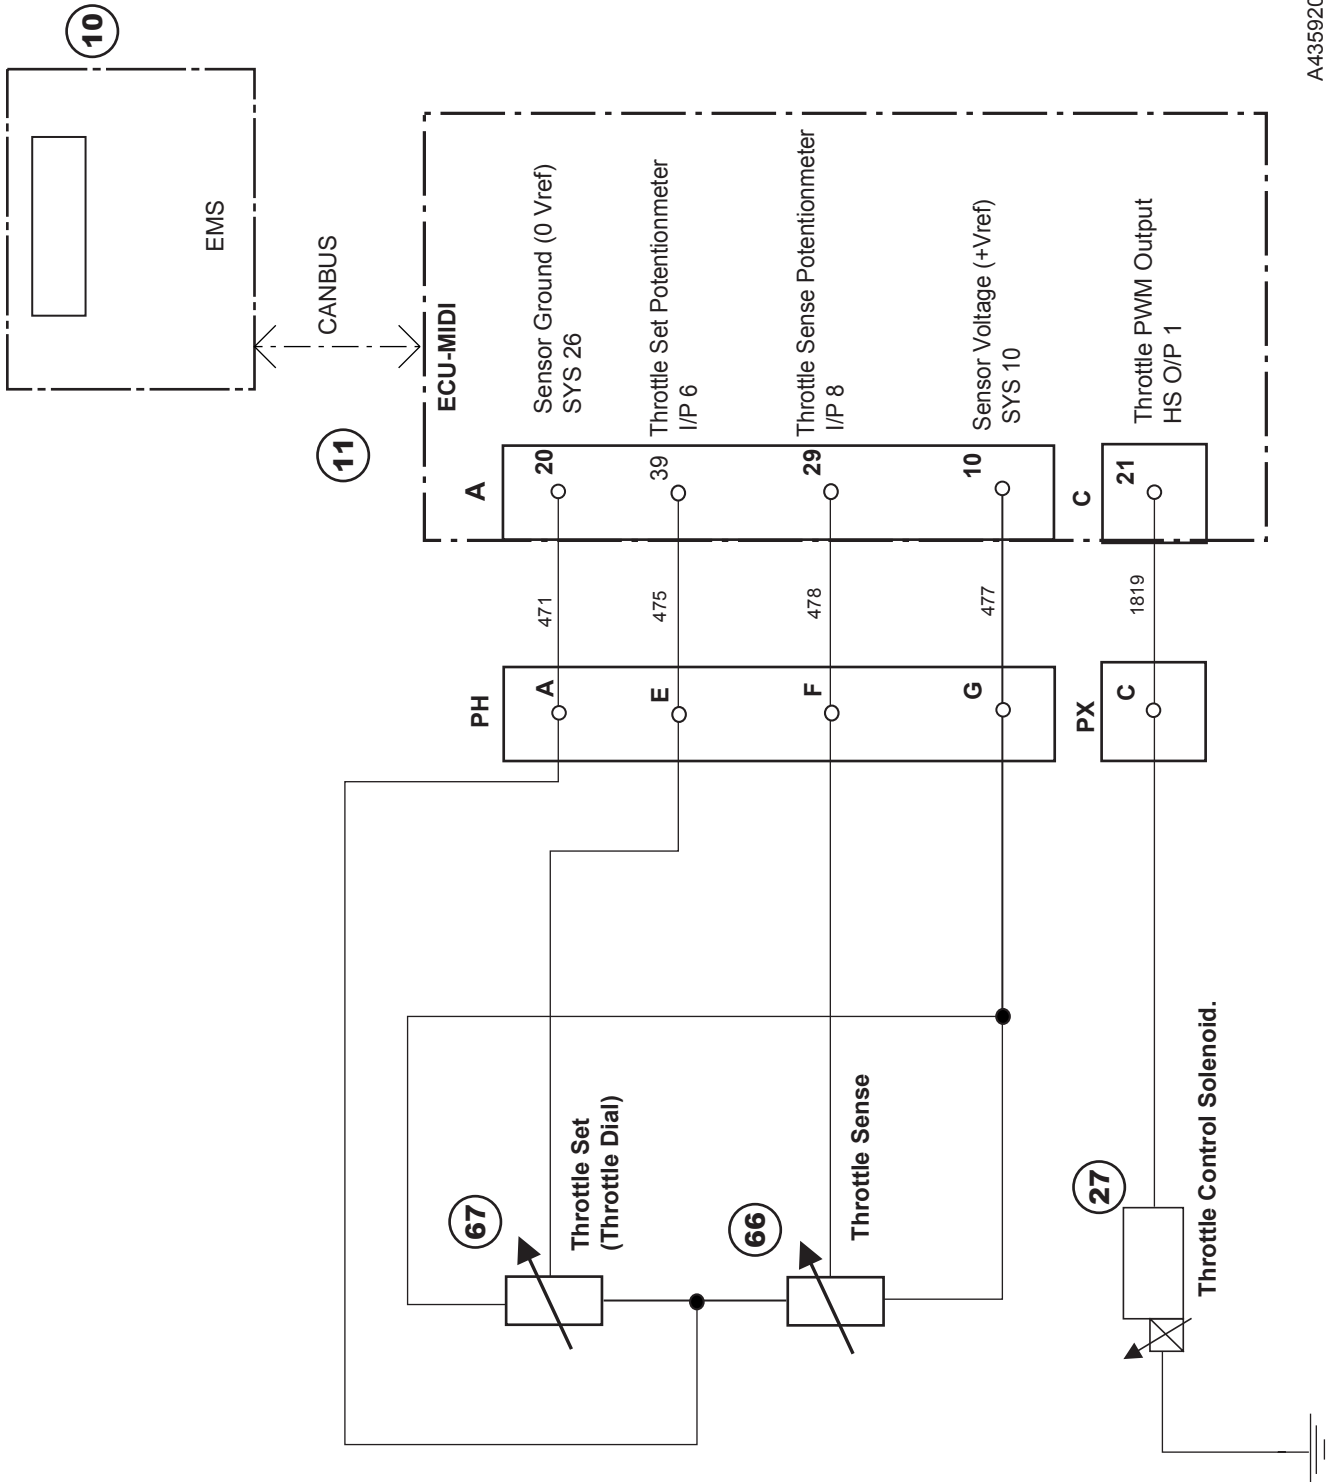 10
EMS
CANBUS
11
ECU-MIDI
A
20
Sensor Ground (0 Vref)
SYS 26
39
Throttle Set Potentionmeter
I/P 6
29
Throttle Sense Potentionmeter
I/P 8
10
Sensor Voltage (+Vref)
SYS 10
C
21
Throttle PWM Output
HS O/P 1
471
475
478
477
1819
PH
A
E
F
G
PX
C
67
Throttle Set
(Throttle Dial)
66
Throttle Sense
27
Throttle Control Solenoid.
A435920